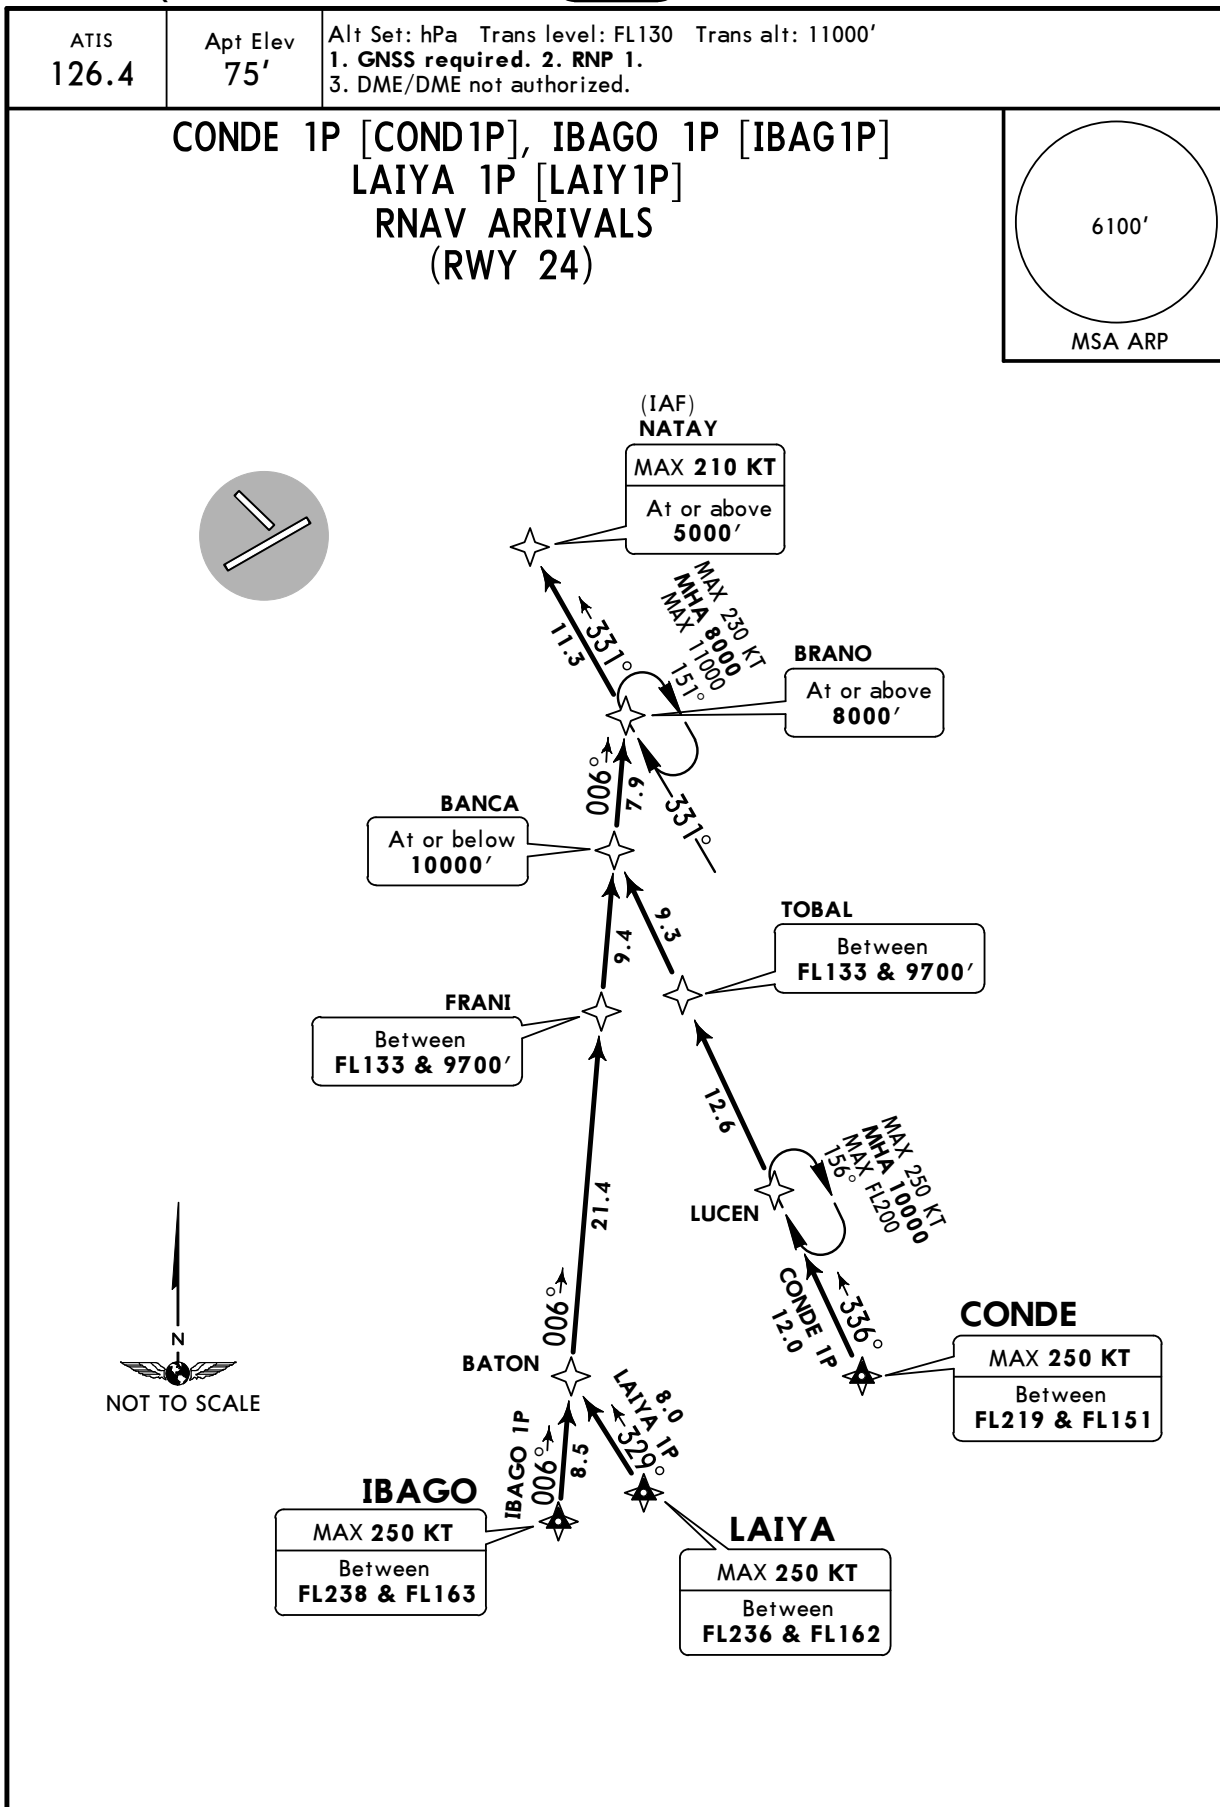 ATIS
126.4
Apt Elev
75'
Alt Set: hPa Trans level: FL130 Trans alt: 11000'
1. GNSS required. 2. RNP 1.
3. DME/DME not authorized.
CONDE 1P [COND1P], IBAGO 1P [IBAG1P]
LAIYA 1P [LAIY1P]
RNAV ARRIVALS
(RWY 24)
6100'
MSA ARP
(IAF)
NATAY
MAX 210 KT
At or above
5000'
MAX 230 KT
MHA 8000
MAX 11000
151°
331°
11.3
BRANO
At or above
8000'
006°
7.9
331°
BANCA
At or below
10000'
9.4
9.3
TOBAL
Between
FL133 & 9700'
FRANI
Between
FL133 & 9700'
12.6
MAX 250 KT
MHA 10000
MAX FL200
156°
LUCEN
21.4
006°
CONDE 1P
12.0
336°
CONDE
MAX 250 KT
Between
FL219 & FL151
N
NOT TO SCALE
BATON
8.0
LAIYA 1P
329°
IBAGO 1P
006°
8.5
IBAGO
MAX 250 KT
Between
FL238 & FL163
LAIYA
MAX 250 KT
Between
FL236 & FL162